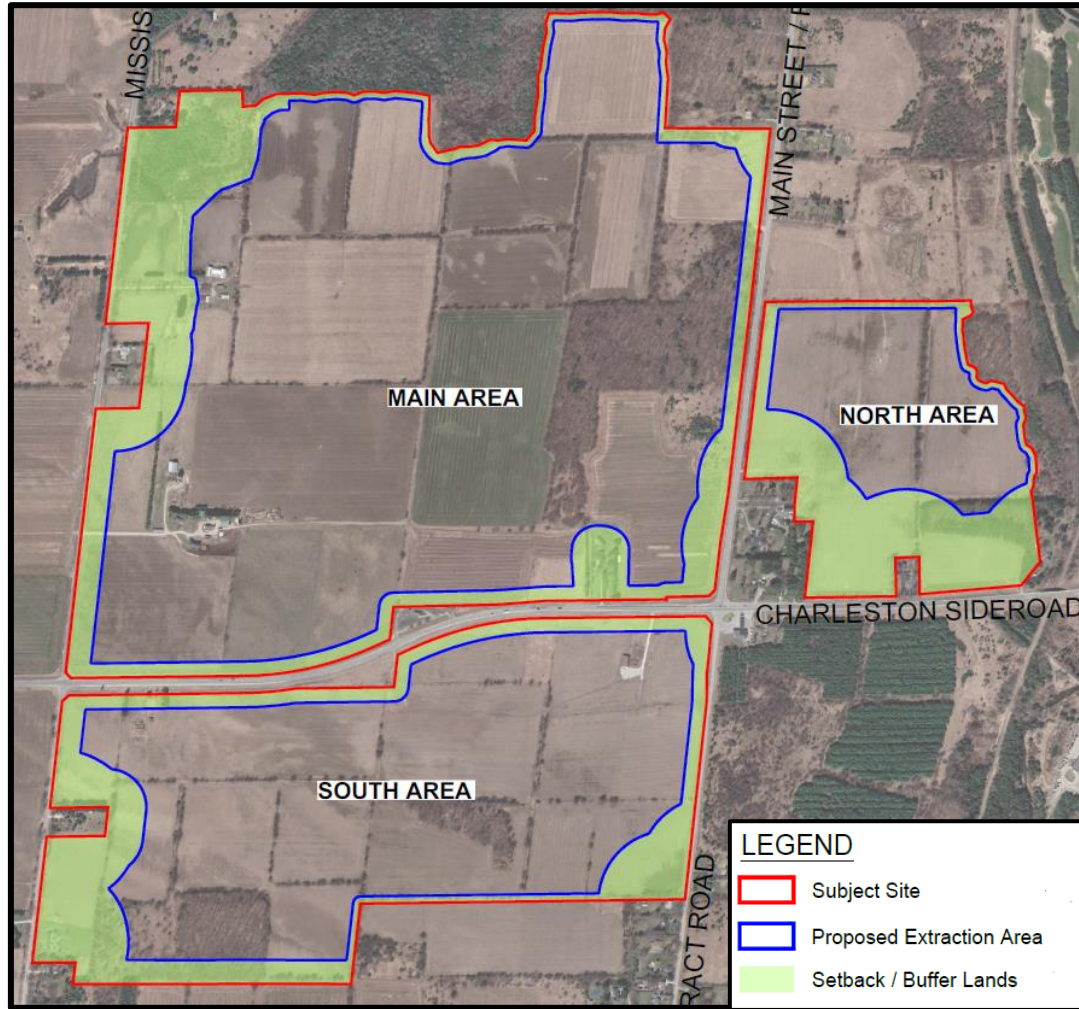 MISSIS
MAIN STREET / 
MAIN AREA
NORTH AREA
CHARLESTON SIDEROAD
SOUTH AREA
RACT ROAD
LEGEND
Subject Site
Proposed Extraction Area
Setback / Buffer Lands